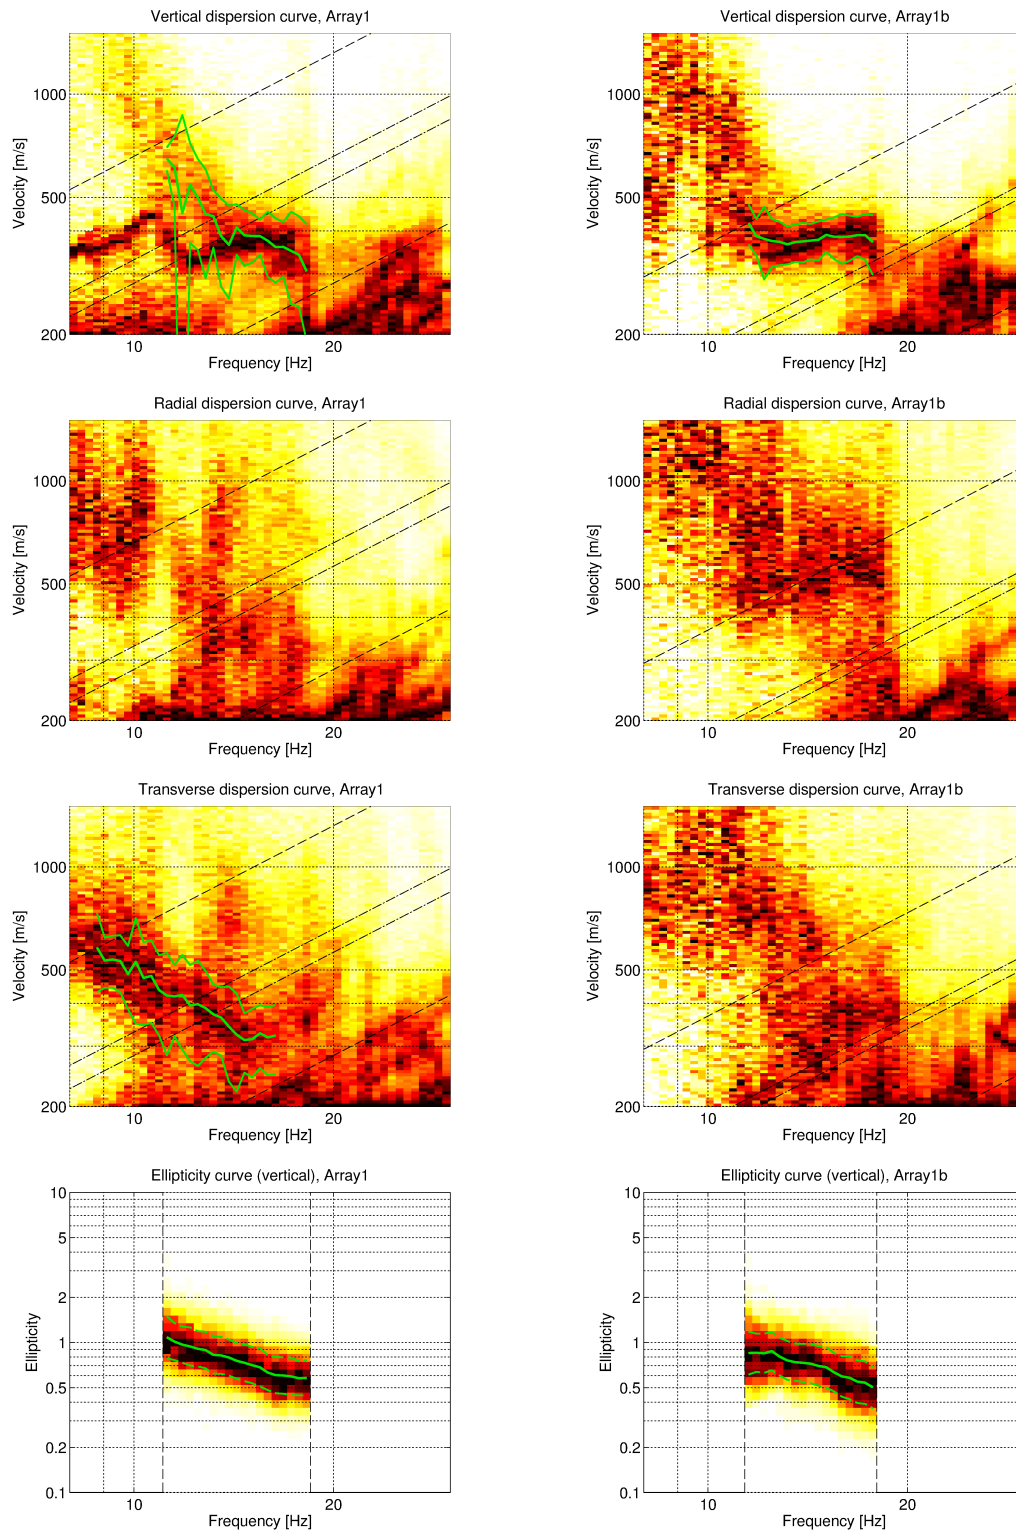 Vertical dispersion curve, Array1
Velocity [m/s]
1000
500
200
10 20
Frequency [Hz]
Vertical dispersion curve, Array1b
Velocity [m/s]
1000
500
200
10 20
Frequency [Hz]
Radial dispersion curve, Array1
Velocity [m/s]
1000
500
200
10 20
Frequency [Hz]
Radial dispersion curve, Array1b
Velocity [m/s]
1000
500
200
10 20
Frequency [Hz]
Transverse dispersion curve, Array1
Velocity [m/s]
1000
500
200
10 20
Frequency [Hz]
Transverse dispersion curve, Array1b
Velocity [m/s]
1000
500
200
10 20
Frequency [Hz]
Ellipticity curve (vertical), Array1
Ellipticity
10
5
2
1
0.5
0.2
0.1
10 20
Frequency [Hz]
Ellipticity curve (vertical), Array1b
Ellipticity
10
5
2
1
0.5
0.2
0.1
10 20
Frequency [Hz]